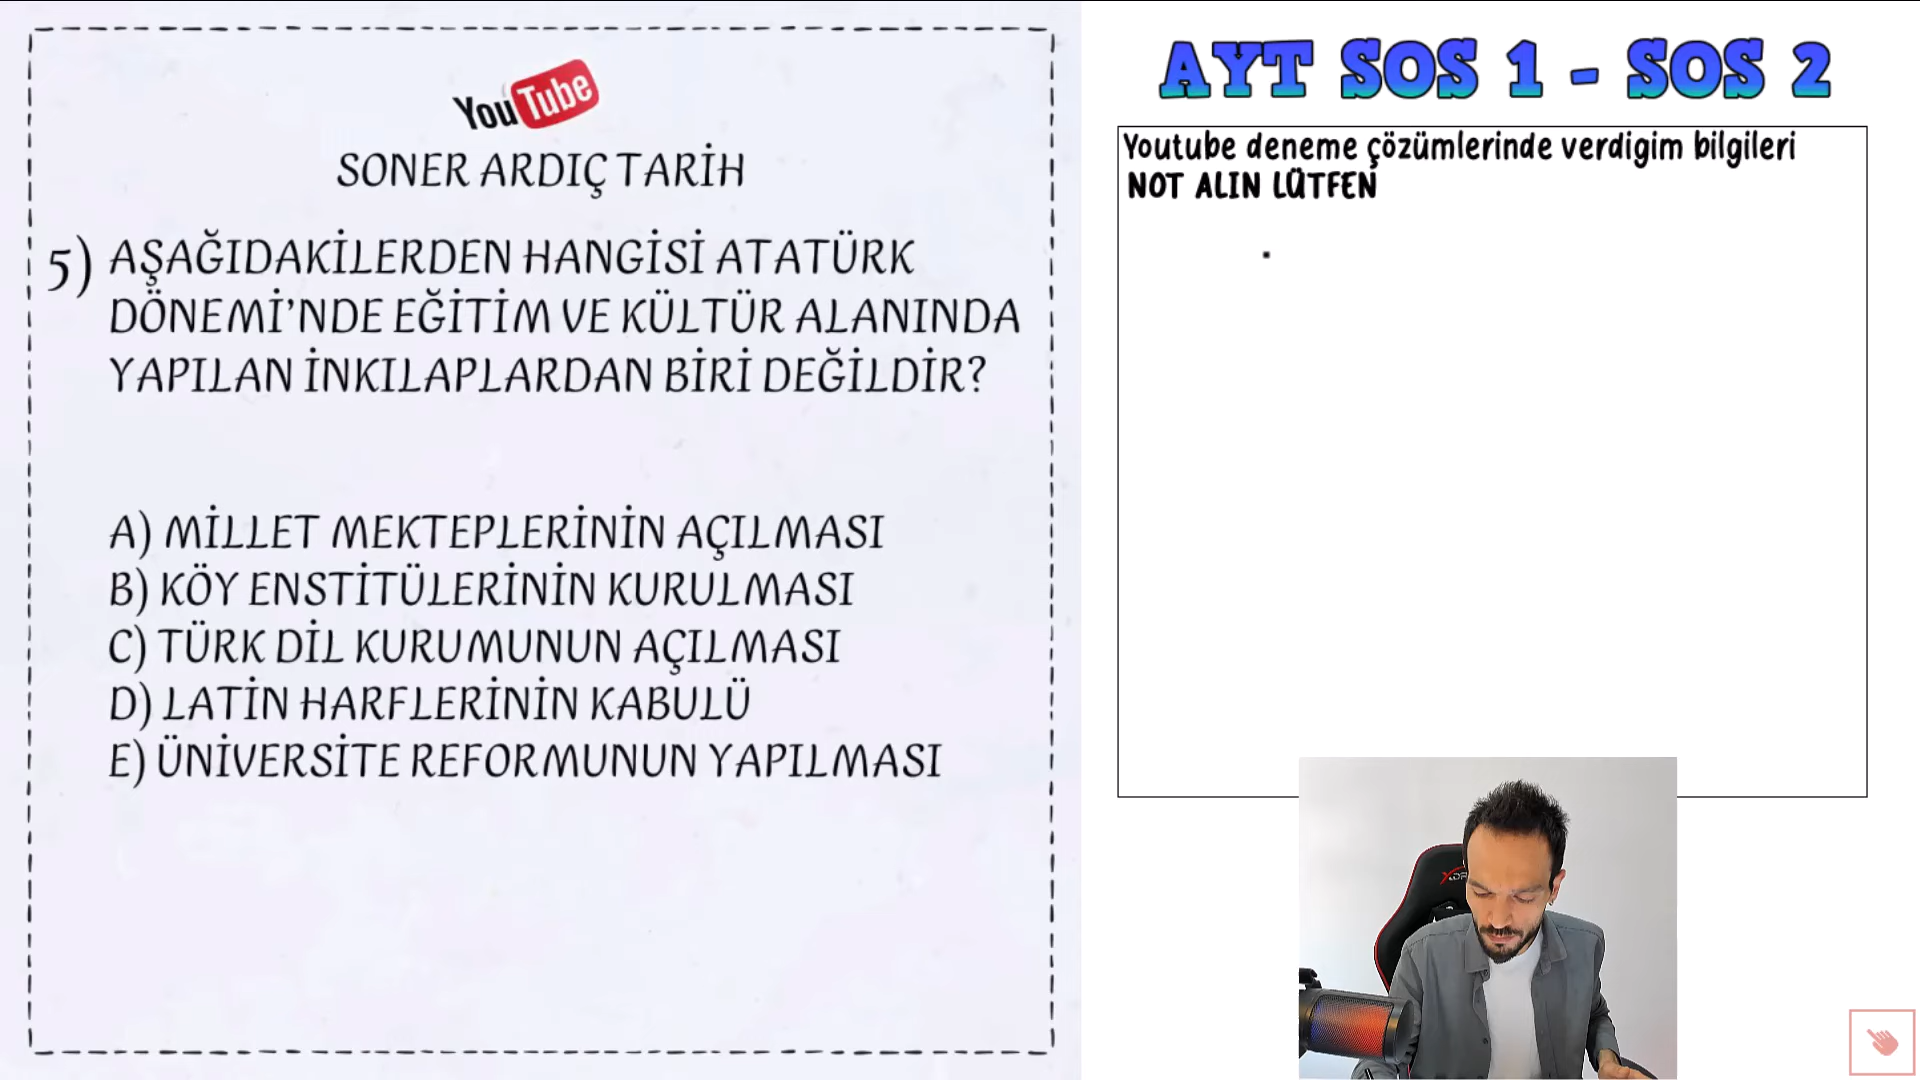 YouTube
SONER ARDIÇ TARİH
5) AŞAĞIDAKİLERDEN HANGİSİ ATATÜRK
DÖNEMİ'NDE EĞİTİM VE KÜLTÜR ALANINDA
YAPILAN İNKILAPLARDAN BİRİ DEĞİLDİR?
A) MİLLET MEKTEPLERİNİN AÇILMASI
B) KÖY ENSTİTÜLERİNİN KURULMASI
C) TÜRK DİL KURUMUNUN AÇILMASI
D) LATİN HARFLERİNİN KABULÜ
E) ÜNİVERSİTE REFORMUNUN YAPILMASI
AYT SOS 1 - SOS 2
Youtube deneme çözümlerinde verdigim bilgileri
NOT ALIN LÜTFEN